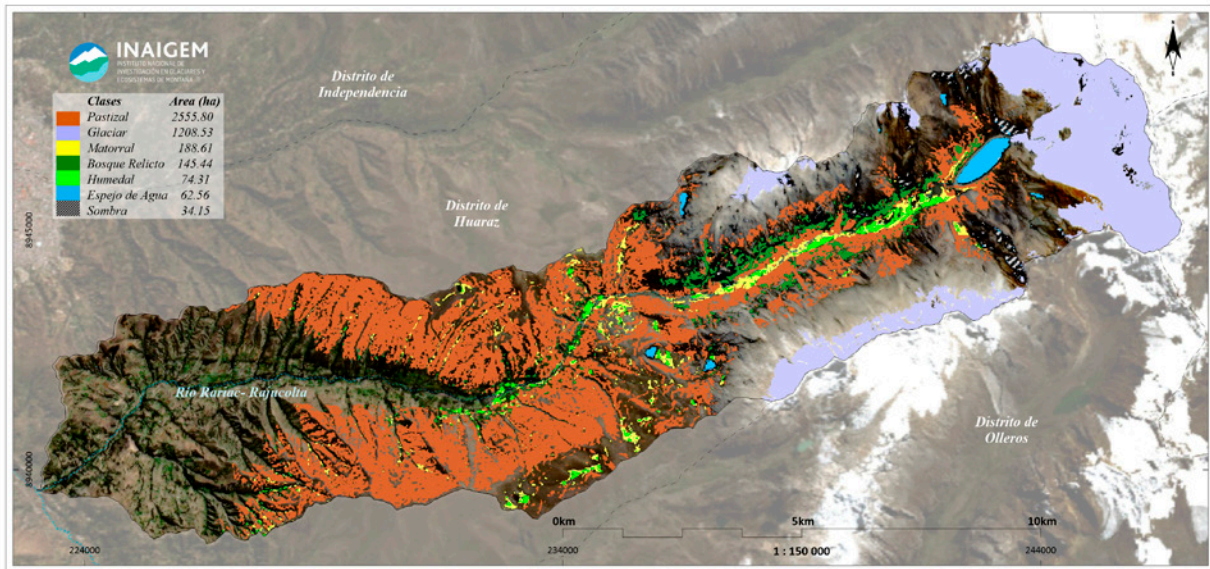 INAIGEM
INSTITUTO NACIONAL DE
INVESTIGACIÓN EN GLACIARES Y
ECOSISTEMAS DE MONTAÑA
Clases Area (ha)
Pastizal 2555.80
Glaciar 1208.53
Matorral 188.61
Bosque Relicto 145.44
Humedal 74.31
Espejo de Agua 62.56
Sombra 34.15
Distrito de
Independencia
Distrito de
Huaraz
Río Rariac- Rajucolta
Distrito de
Olleros
8945000
8940000
0km 5km 10km
1 : 150 000
224000 234000 244000